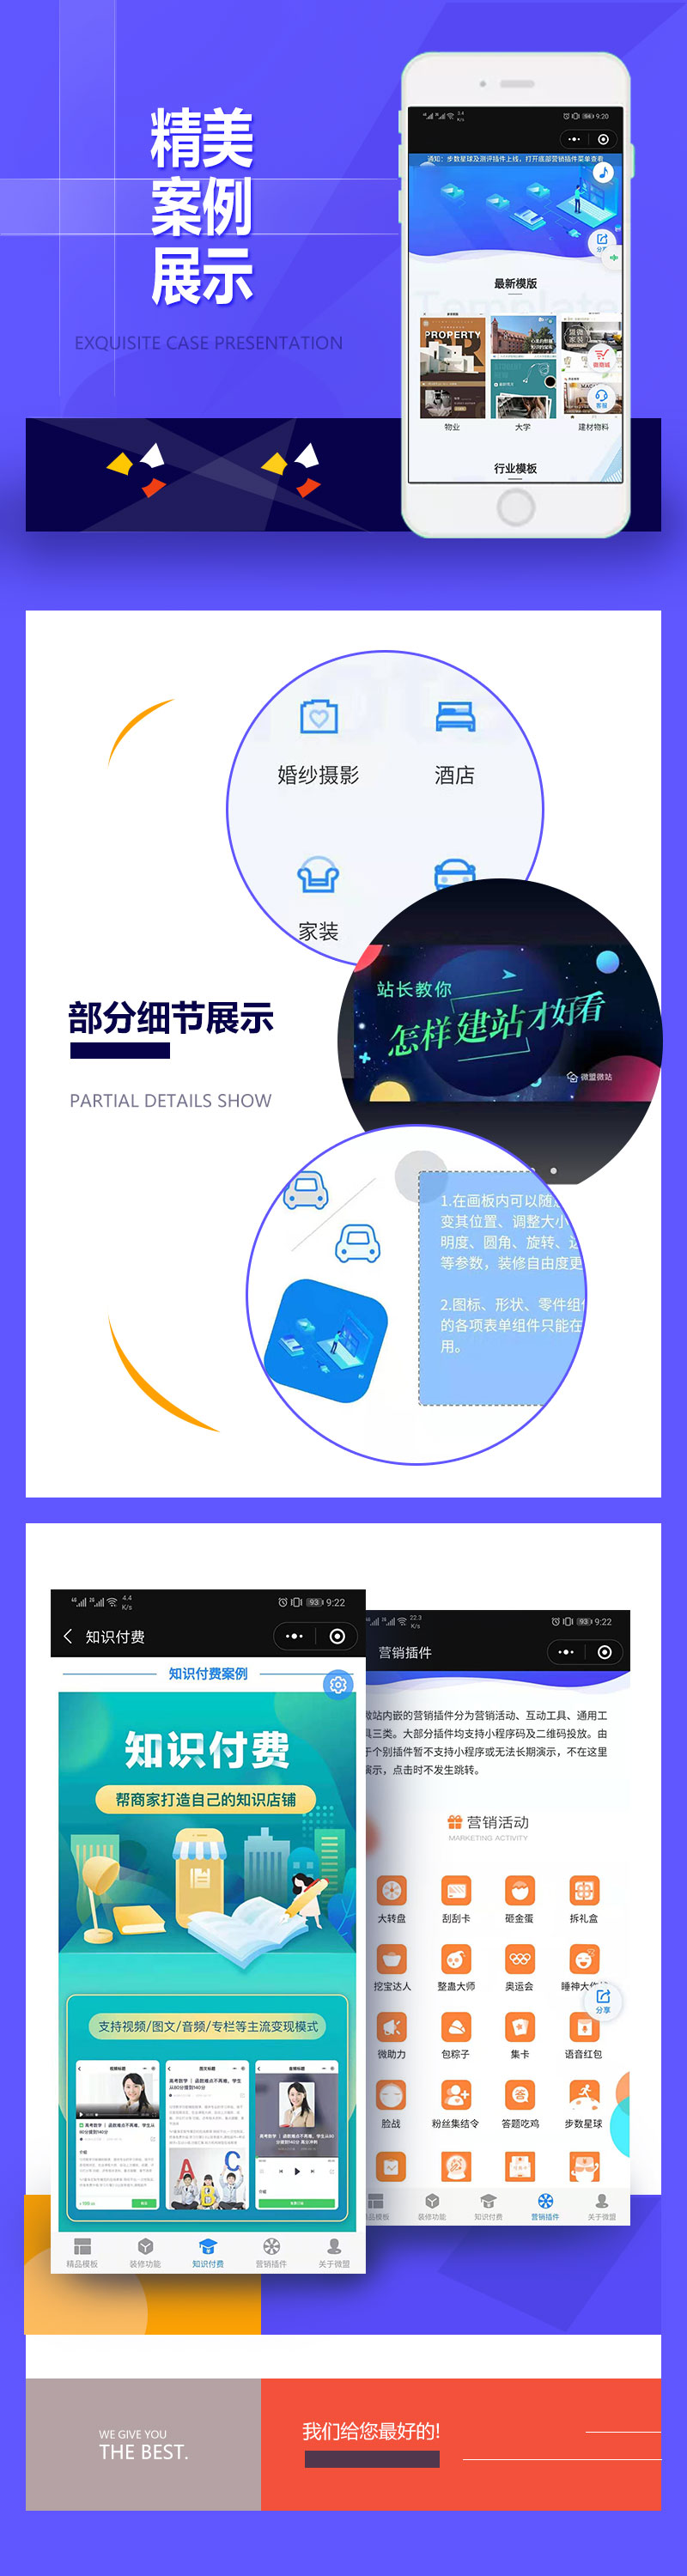 精美
案例
展示
EXQUISITE CASE PRESENTATION
3.4
K/s
9:20
通知：步数星球及测评插件上线，打开底部营销插件菜单查看
最新模版
Template
PROPERTY
物业
大学
建材物料
微商城
客服
行业模板
婚纱摄影
酒店
家装
部分细节展示
PARTIAL DETAILS SHOW
站长教你
怎样建站才好看
微盟微站
1.在画板内可以随
变其位置、调整大小
明度、圆角、旋转、边
等参数，装修自由度更
2.图标、形状、零件组件
的各项表单组件只能在
用。
4.4
K/s
93
9:22
知识付费
知识付费案例
知识付费
帮商家打造自己的知识店铺
支持视频/图文/音频/专栏等主流变现模式
精品模板
装修功能
知识付费
营销插件
关于微盟
22.3
K/s
93
9:22
营销插件
微站内嵌的营销插件分为营销活动、互动工具、通用工
具三类。大部分插件均支持小程序码及二维码投放。由
于个别插件暂不支持小程序或无法长期演示，不在这里
演示，点击时不发生跳转。
营销活动
MARKETING ACTIVITY
大转盘
刮刮卡
砸金蛋
拆礼盒
挖宝达人
整蛊大师
奥运会
睡神大作战
分享
微助力
包粽子
集卡
语音红包
脸战
粉丝集结令
答题吃鸡
步数星球
品模板
装修功能
知识付费
营销插件
关于微盟
WE GIVE YOU
THE BEST.
我们给您最好的!